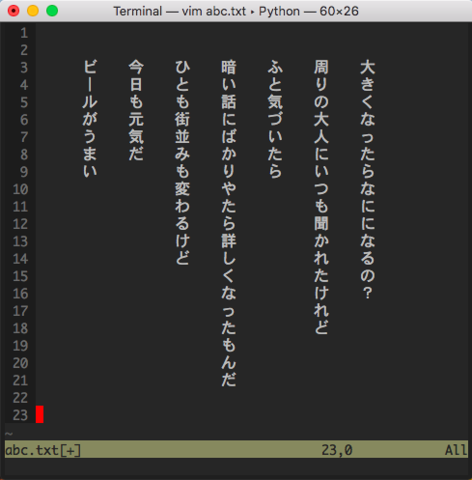 Terminal — vim abc.txt ‣ Python — 60×26
大きくなったらなにになるの？
周りの大人にいつも聞かれたけれど
ふと気づいたら
暗い話にばかりやたら詳しくなったもんだ
ひとも街並みも変わるけど
今日も元気だ
ビールがうまい
1
2
3
4
5
6
7
8
9
10
11
12
13
14
15
16
17
18
19
20
21
22
23
~
abc.txt[+] 23,0 All